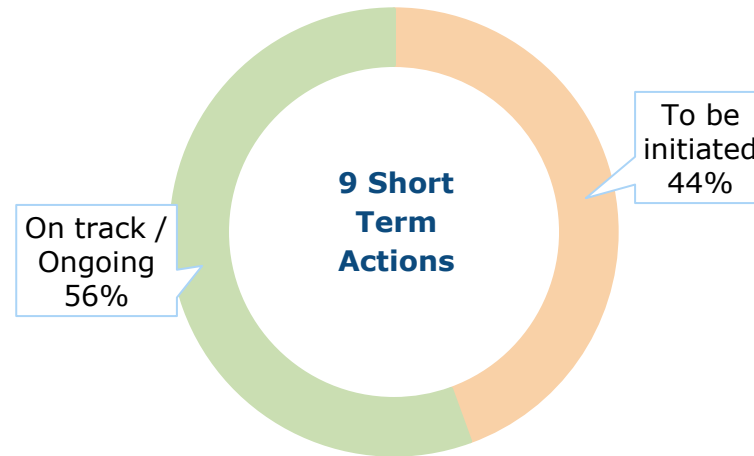 9 Short
Term
Actions
To be
initiated
44%
On track /
Ongoing
56%